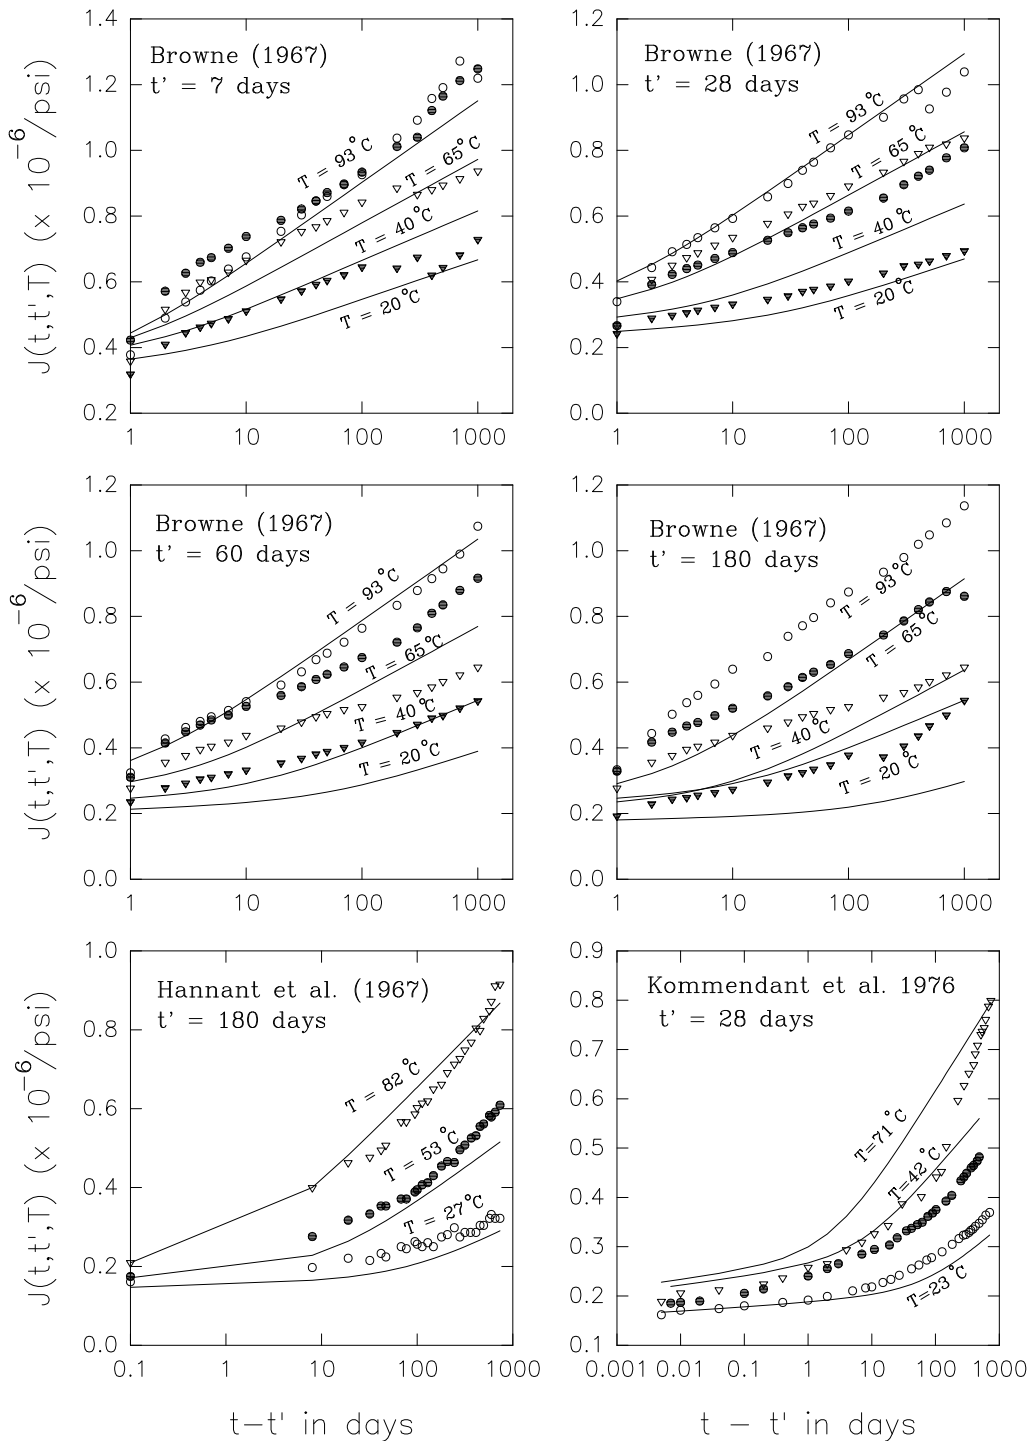 1.4
1.2
1.0
0.8
0.6
0.4
0.2
J(t,t',T) (x 10⁻⁶/psi)
Browne (1967)
t' = 7 days
T = 93°C
T = 65°C
T = 40°C
T = 20°C
1 10 100 1000
1.2
1.0
0.8
0.6
0.4
0.2
0.0
Browne (1967)
t' = 28 days
T = 93°C
T = 65°C
T = 40°C
T = 20°C
1 10 100 1000
1.2
1.0
0.8
0.6
0.4
0.2
0.0
J(t,t',T) (x 10⁻⁶/psi)
Browne (1967)
t' = 60 days
T = 93°C
T = 65°C
T = 40°C
T = 20°C
1 10 100 1000
1.2
1.0
0.8
0.6
0.4
0.2
0.0
Browne (1967)
t' = 180 days
T = 93°C
T = 65°C
T = 40°C
T = 20°C
1 10 100 1000
1.0
0.8
0.6
0.4
0.2
0.0
J(t,t',T) (x 10⁻⁶/psi)
Hannant et al. (1967)
t' = 180 days
T = 82°C
T = 53°C
T = 27°C
0.1 1 10 100 1000
t−t' in days
0.9
0.8
0.7
0.6
0.5
0.4
0.3
0.2
0.1
Kommendant et al. 1976
t' = 28 days
T=71°C
T=42°C
T=23°C
0.001 0.01 0.1 1 10 100 1000
t − t' in days